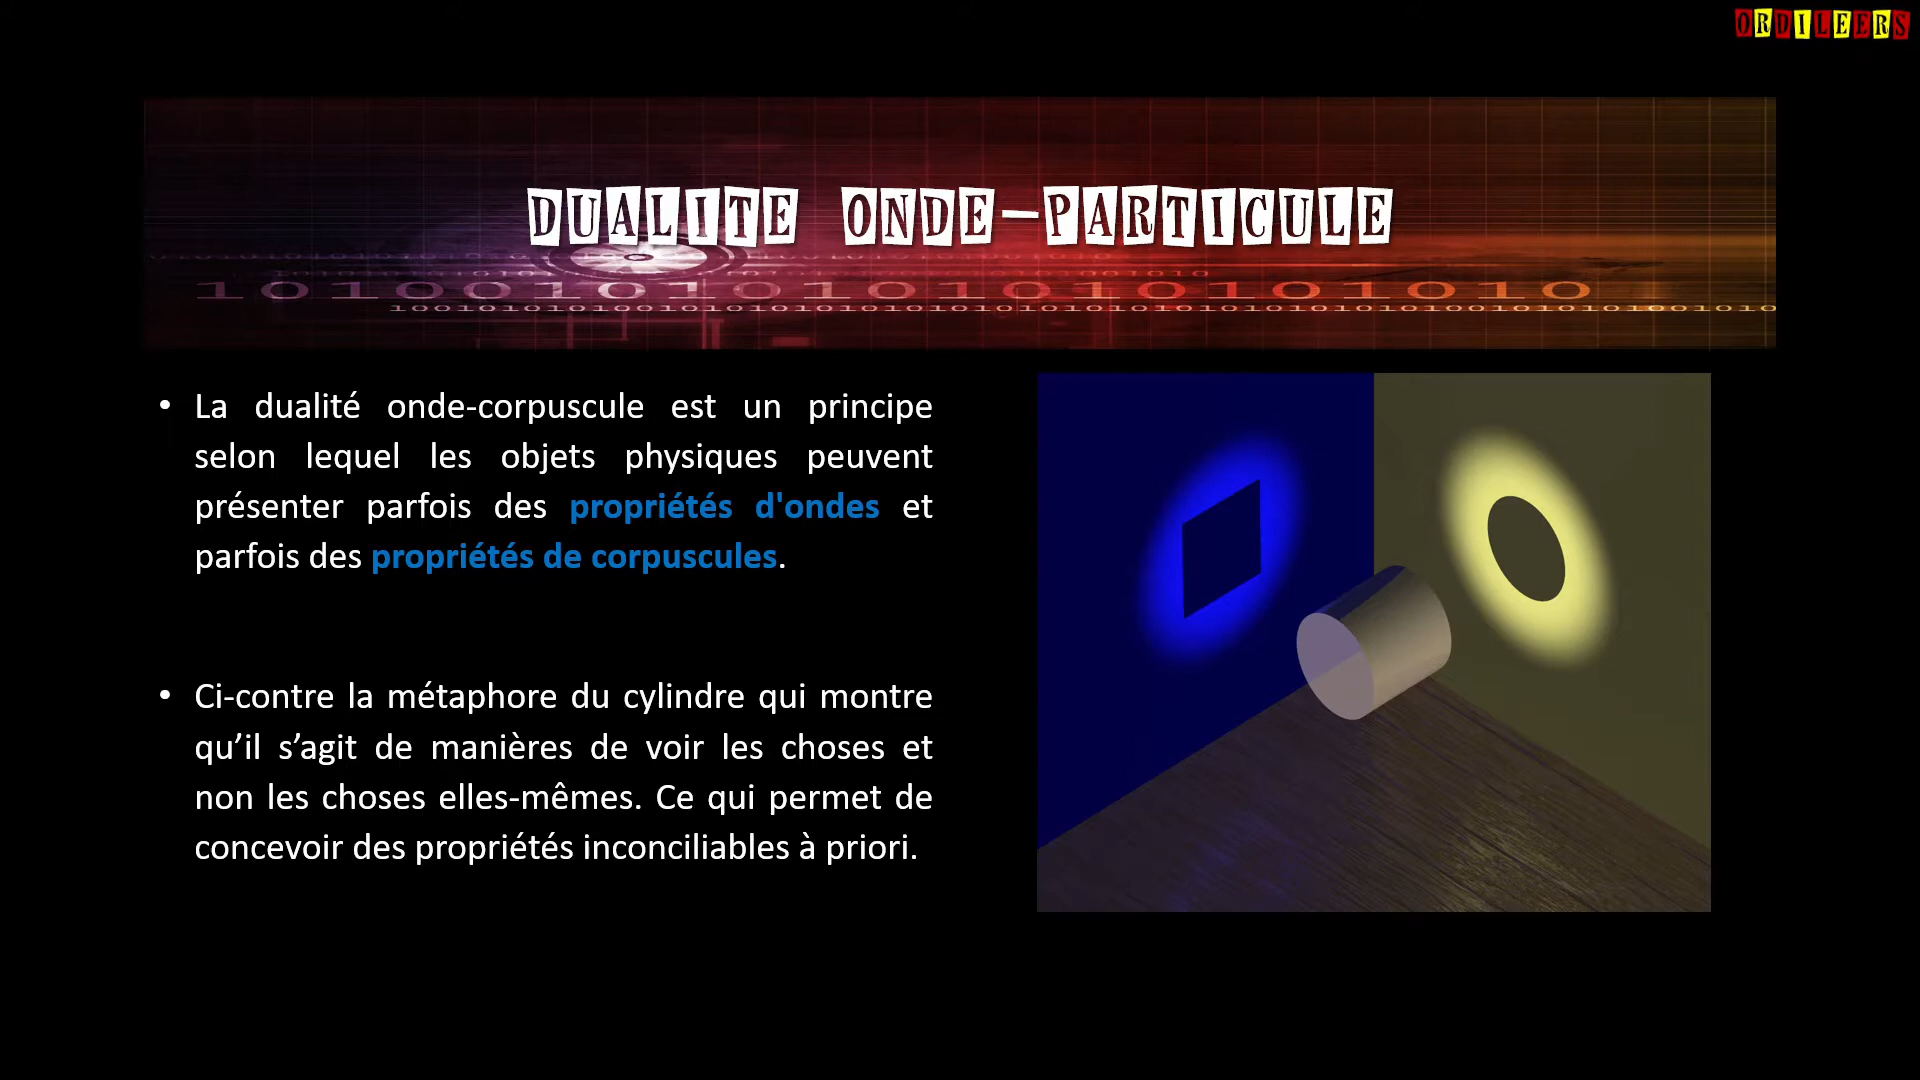 ORDILEERS
DUALITE ONDE-PARTICULE
10100101010101010101010
• La dualité onde-corpuscule est un principe
selon lequel les objets physiques peuvent
présenter parfois des propriétés d'ondes et
parfois des propriétés de corpuscules.
• Ci-contre la métaphore du cylindre qui montre
qu’il s’agit de manières de voir les choses et
non les choses elles-mêmes. Ce qui permet de
concevoir des propriétés inconciliables à priori.